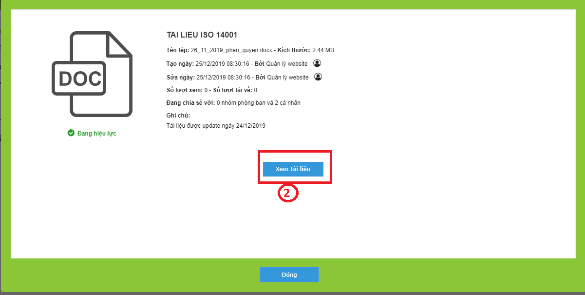 TAI LIEU ISO 14001
Tên tệp: 26_11_2019_phan_quyen.docx - Kích thước: 2.44 MB
Tạo ngày: 25/12/2019 08:30:16 - Bởi Quản lý website
Sửa ngày: 25/12/2019 08:30:16 - Bởi Quản lý website
Số lượt xem: 0 - Số lượt tải về: 0
Đang chia sẻ với: 0 nhóm phòng ban và 2 cá nhân
Ghi chú:
Tài liệu được update ngày 24/12/2019
DOC
Đang hiệu lực
Xem tài liệu
2
Đóng